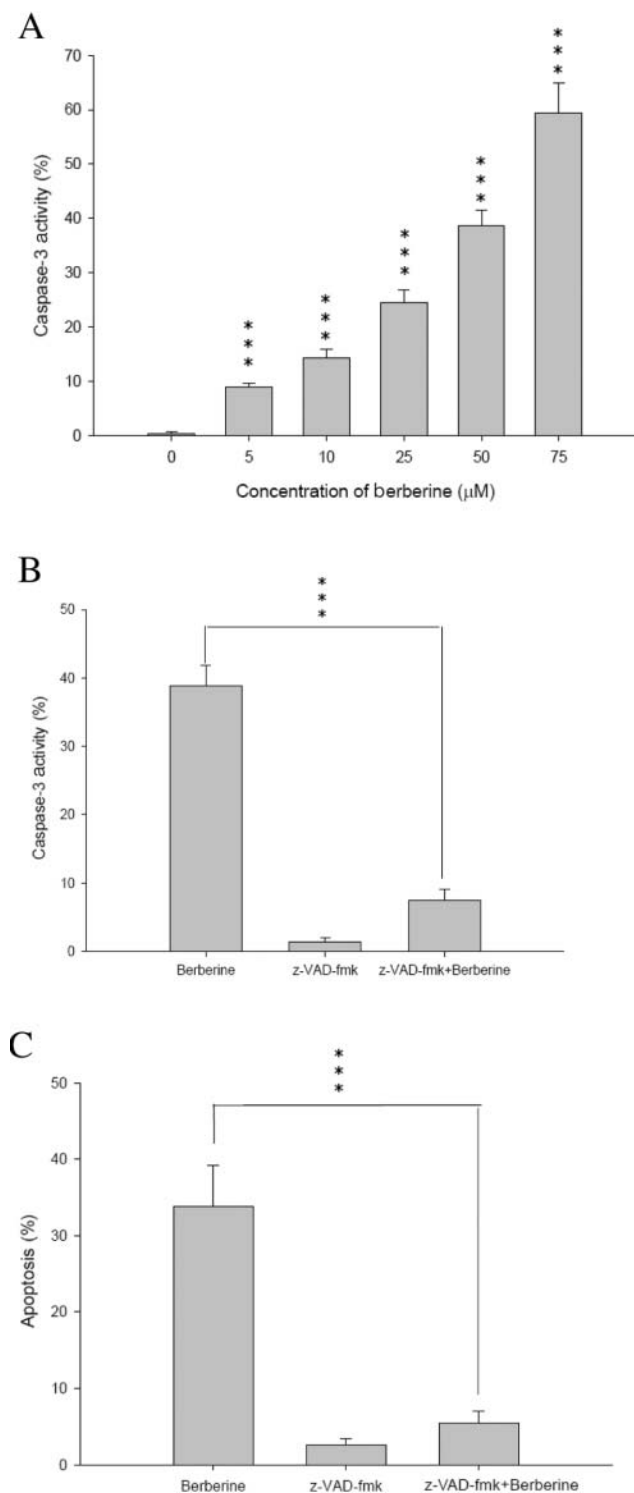 A
Caspase-3 activity (%)
70
60
50
40
30
20
10
0
***
***
***
***
***
0 5 10 25 50 75
Concentration of berberine (μM)
B
Caspase-3 activity (%)
50
40
30
20
10
0
***
Berberine z-VAD-fmk z-VAD-fmk+Berberine
C
Apoptosis (%)
50
40
30
20
10
0
***
Berberine z-VAD-fmk z-VAD-fmk+Berberine